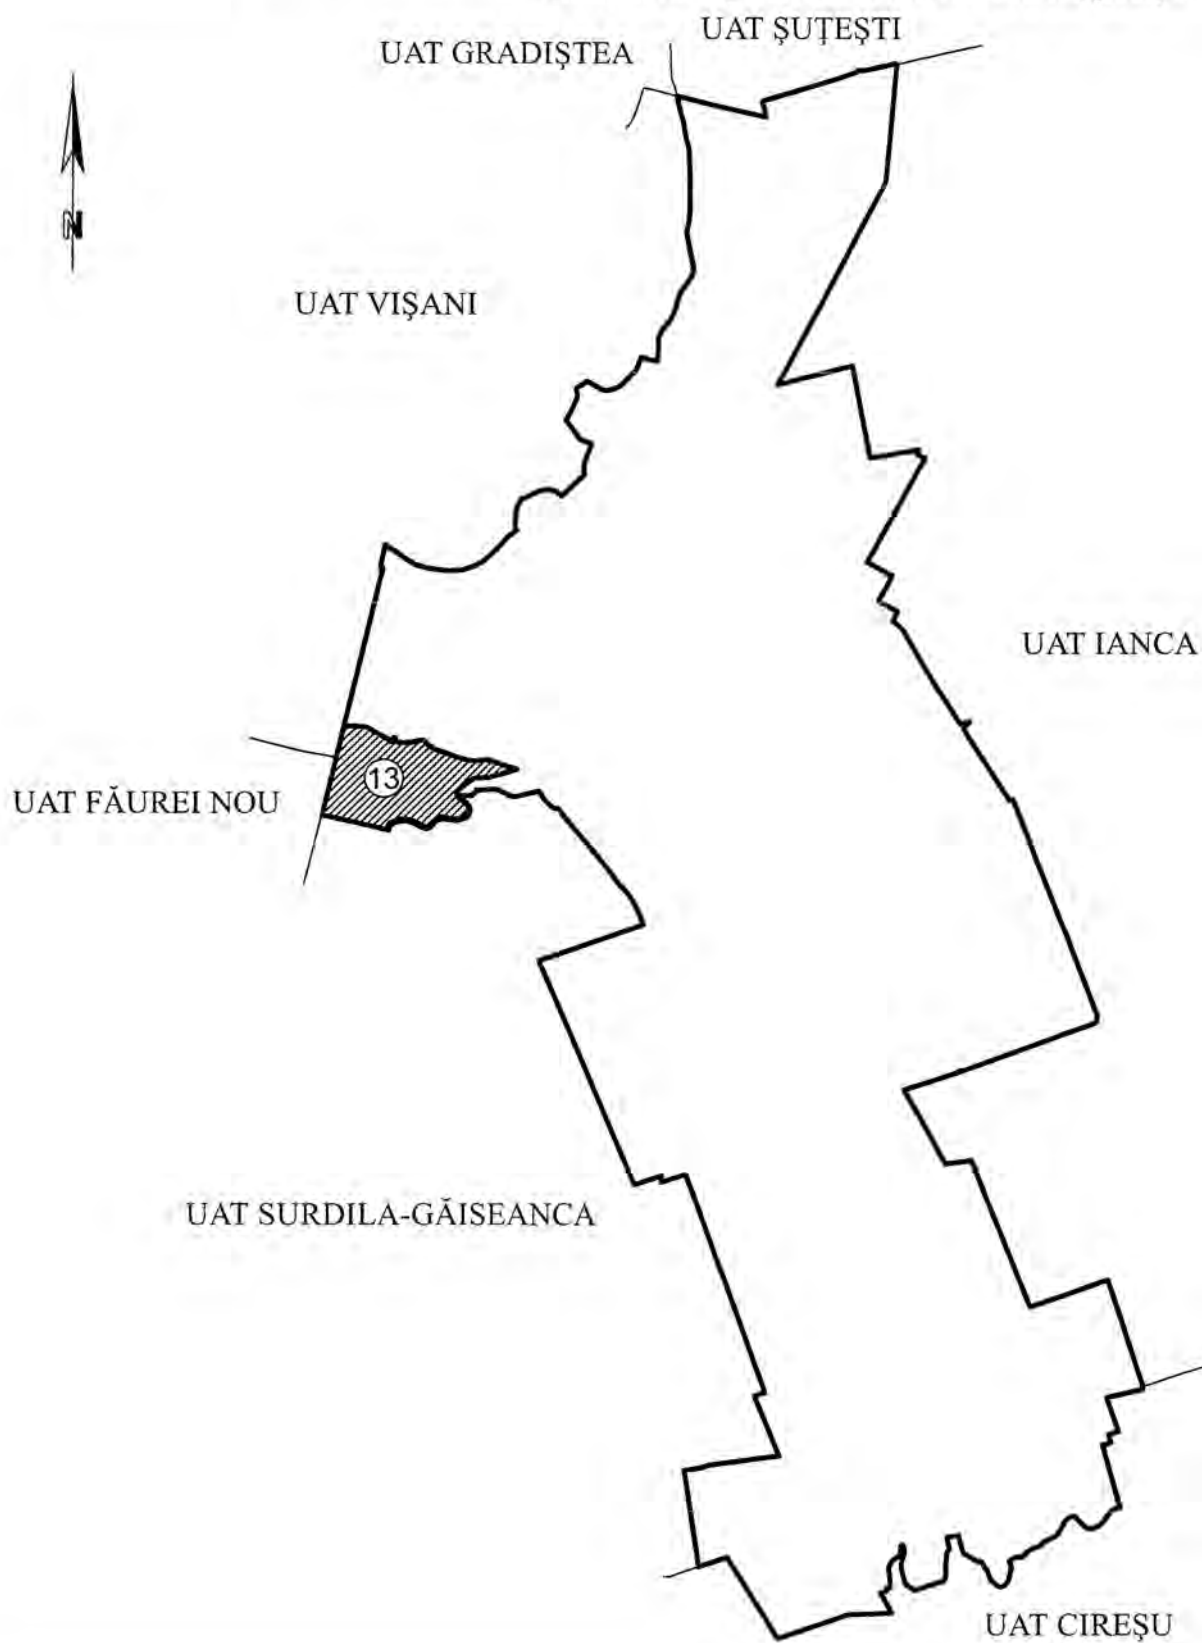 UAT ŞUŢEŞTI
UAT GRADIŞTEA
N
UAT VIŞANI
UAT IANCA
13
UAT FĂUREI NOU
UAT SURDILA-GĂISEANCA
UAT CIREŞU